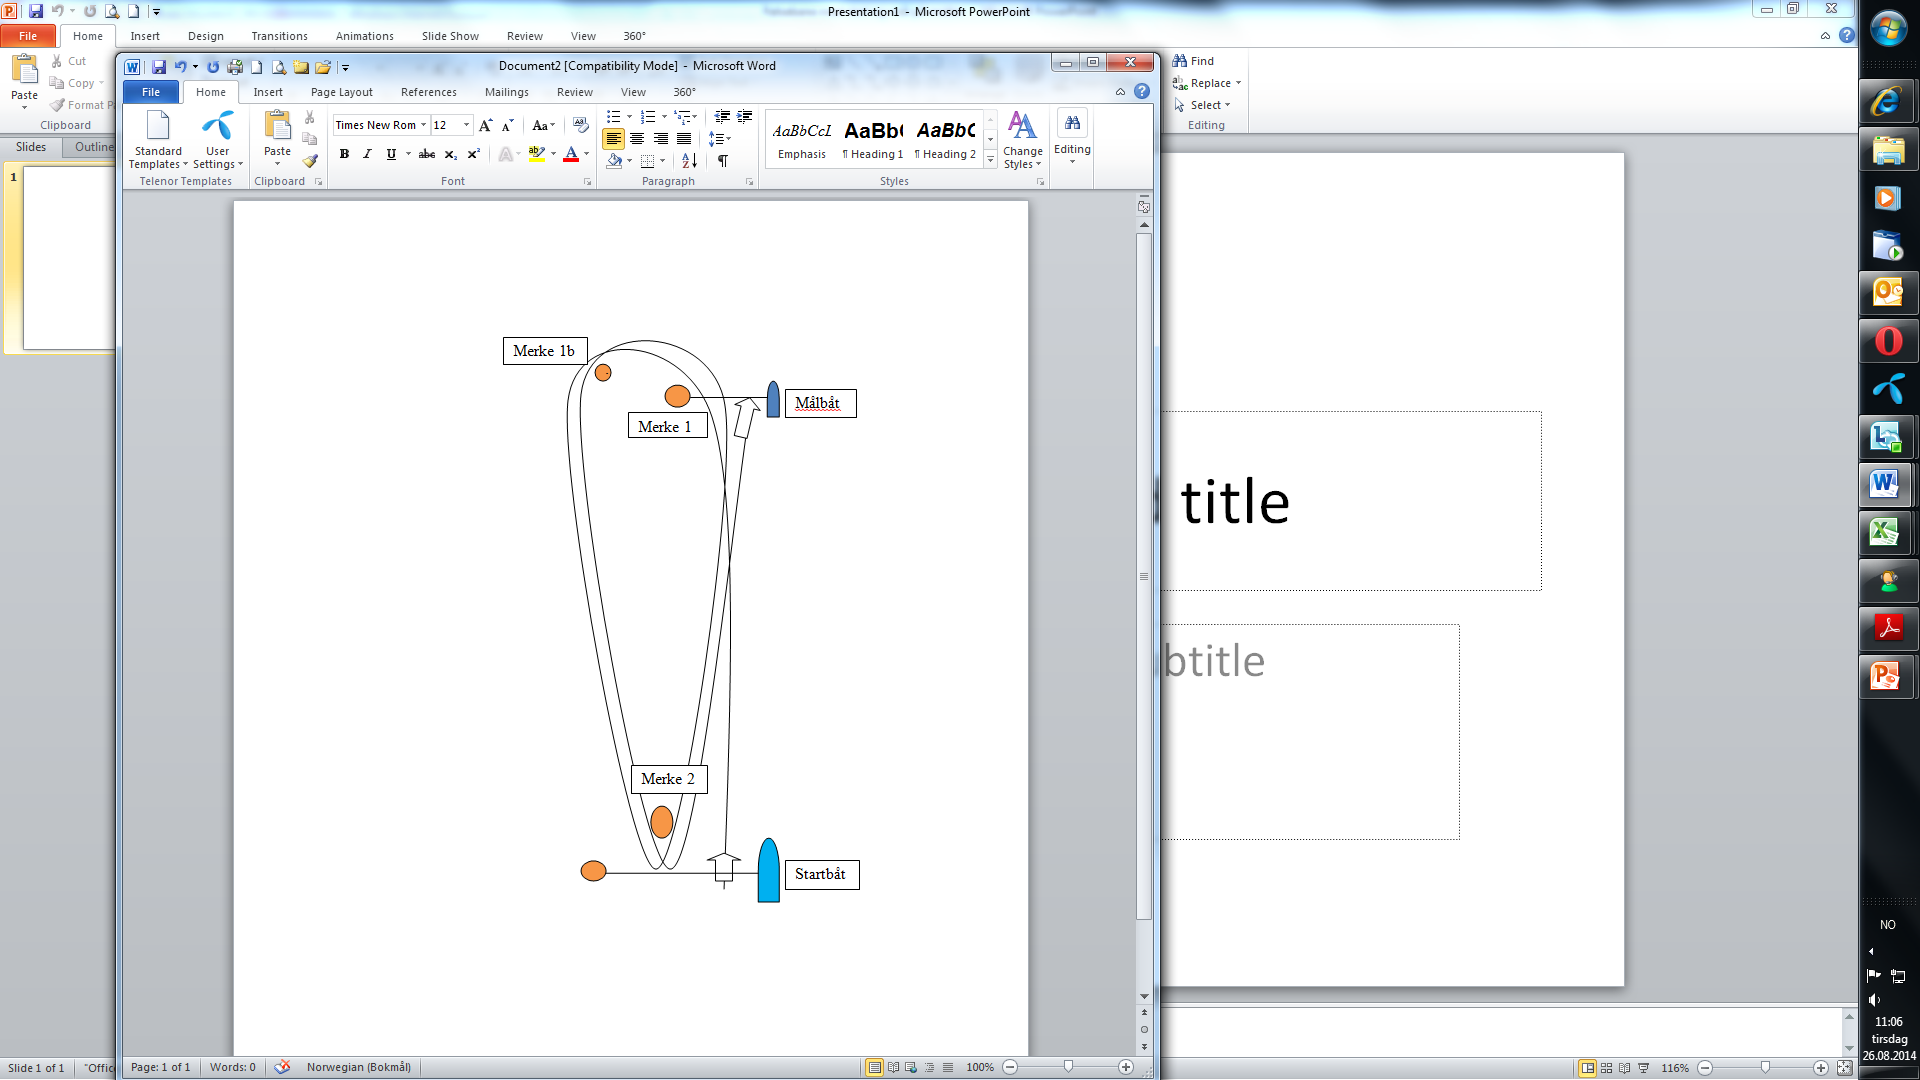 Presentation1 - Microsoft PowerPoint
File Home Insert Design Transitions Animations Slide Show Review View 360°
Paste
Cut
Copy
Format
Clipboard
Slides Outline
1
Find
Replace
Select
Editing
Document2 [Compatibility Mode] - Microsoft Word
File Home Insert Page Layout References Mailings Review View 360°
Standard Templates
User Settings
Telenor Templates
Paste
Clipboard
Times New Rom 12
Font
Paragraph
AaBbCcI AaBb( AaBbC
Emphasis ¶ Heading 1 ¶ Heading 2
Styles
Change Styles
Editing
Merke 1b
Målbåt
Merke 1
Merke 2
Startbåt
title
btitle
Page: 1 of 1 Words: 0 Norwegian (Bokmål) 100%
Slide 1 of 1 "Offic 116%
NO
11:06
tirsdag
26.08.2014